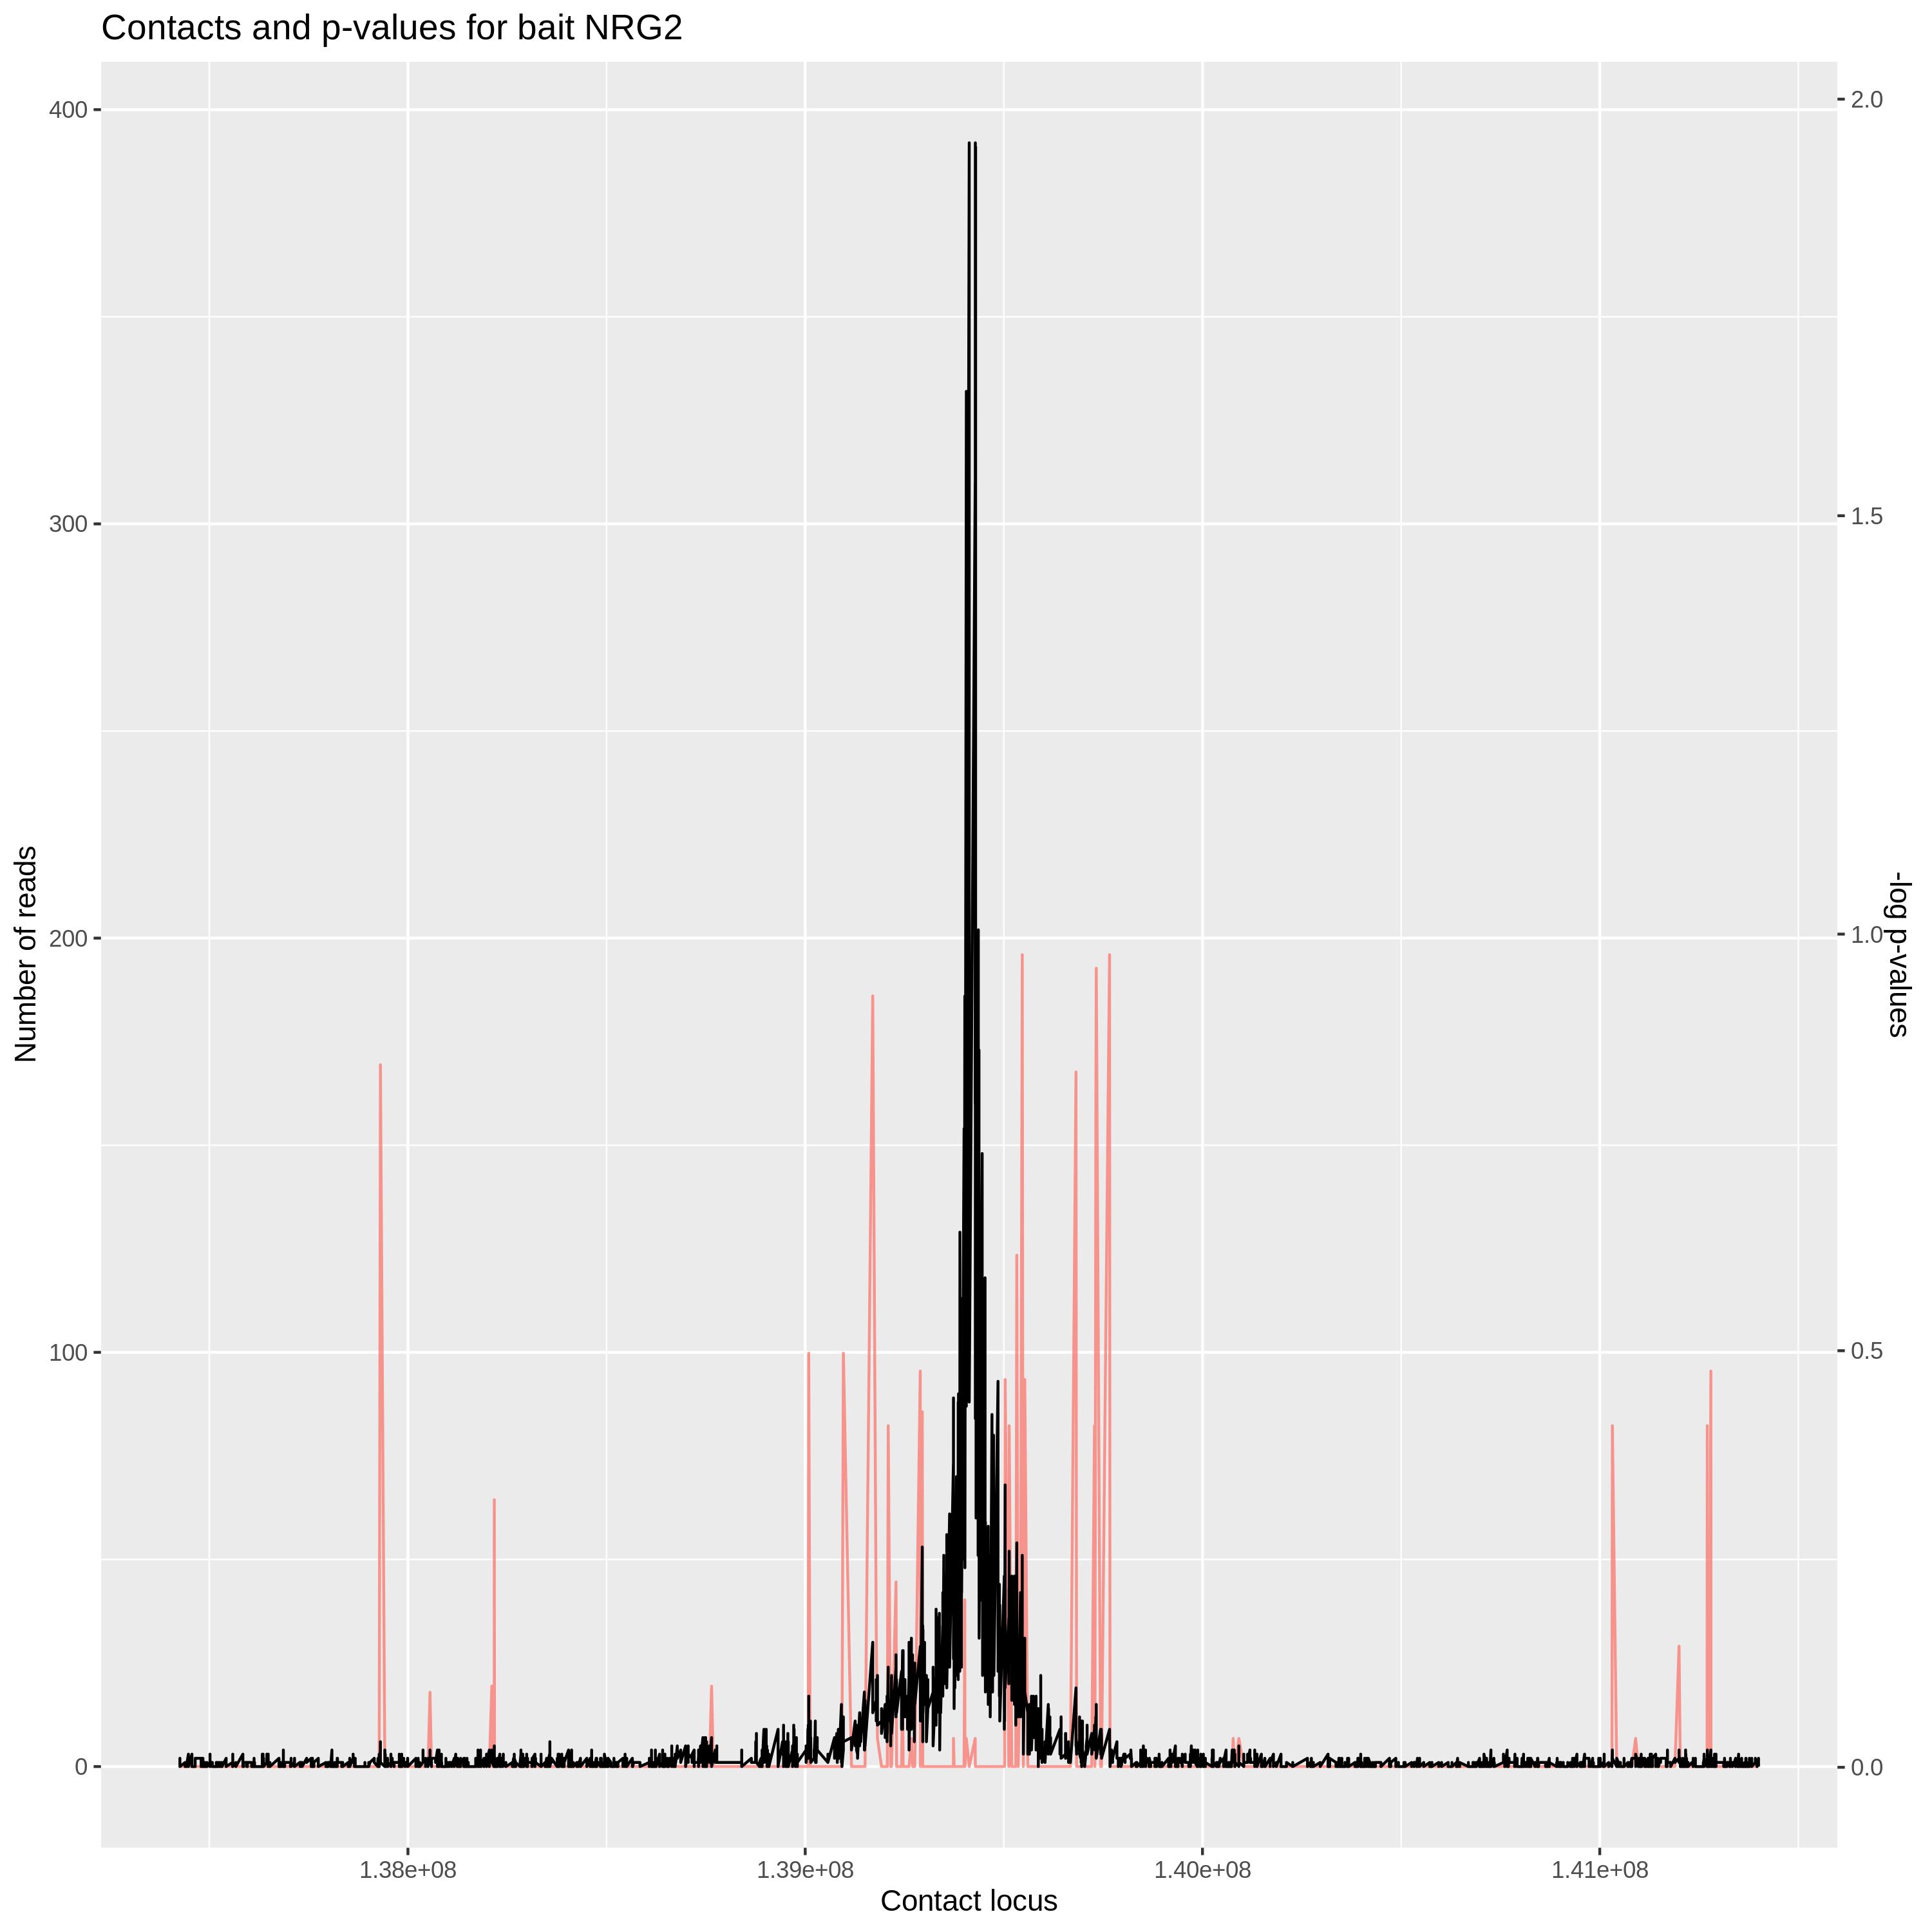 Contacts and p-values for bait NRG2
400
300
200
100
0
Number of reads
2.0
1.5
1.0
0.5
0.0
-log p-values
1.38e+08
1.39e+08
1.40e+08
1.41e+08
Contact locus